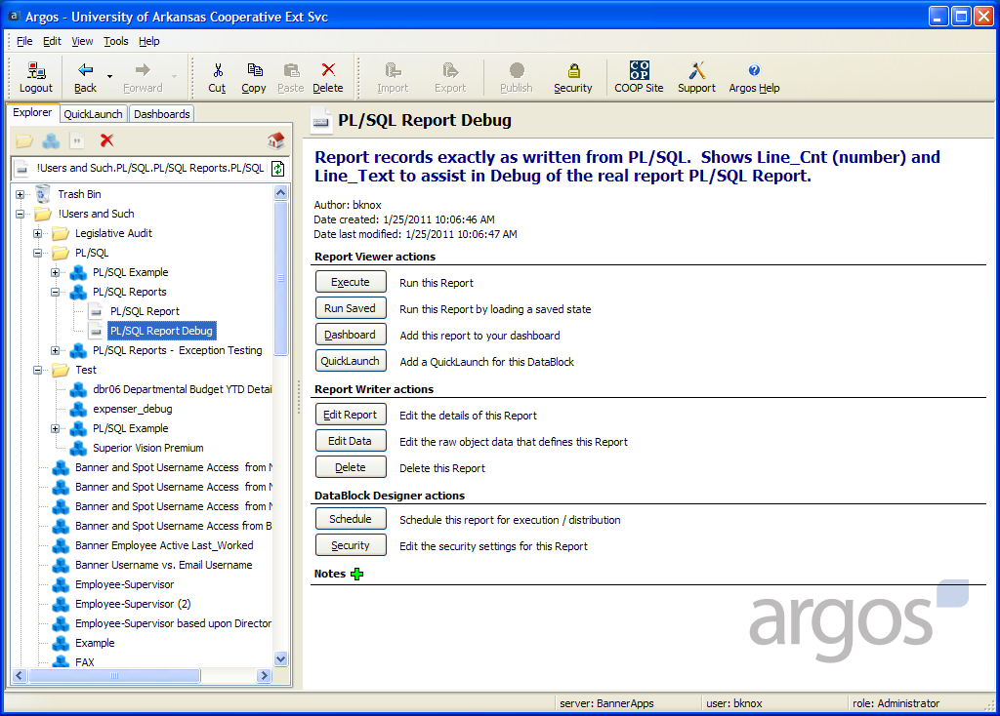 Argos - University of Arkansas Cooperative Ext Svc
File Edit View Tools Help
Logout Back Forward Cut Copy Paste Delete Import Export Publish Security COOP Site Support Argos Help
CO
OP
Explorer QuickLaunch Dashboards
!Users and Such.PL/SQL.PL/SQL Reports.PL/SQL
Trash Bin
!Users and Such
Legislative Audit
PL/SQL
PL/SQL Example
PL/SQL Reports
PL/SQL Report
PL/SQL Report Debug
PL/SQL Reports - Exception Testing
Test
dbr06 Departmental Budget YTD Detai
expenser_debug
PL/SQL Example
Superior Vision Premium
Banner and Spot Username Access from
Banner and Spot Username Access from
Banner and Spot Username Access from
Banner and Spot Username Access from B
Banner Employee Active Last_Worked
Banner Username vs. Email Username
Employee-Supervisor
Employee-Supervisor (2)
Employee-Supervisor based upon Director
Example
FAX
PL/SQL Report Debug
Report records exactly as written from PL/SQL. Shows Line_Cnt (number) and
Line_Text to assist in Debug of the real report PL/SQL Report.
Author: bknox
Date created: 1/25/2011 10:06:46 AM
Date last modified: 1/25/2011 10:06:47 AM
Report Viewer actions
Execute Run this Report
Run Saved Run this Report by loading a saved state
Dashboard Add this report to your dashboard
QuickLaunch Add a QuickLaunch for this DataBlock
Report Writer actions
Edit Report Edit the details of this Report
Edit Data Edit the raw object data that defines this Report
Delete Delete this Report
DataBlock Designer actions
Schedule Schedule this report for execution / distribution
Security Edit the security settings for this Report
Notes
argos
server: BannerApps user: bknox role: Administrator